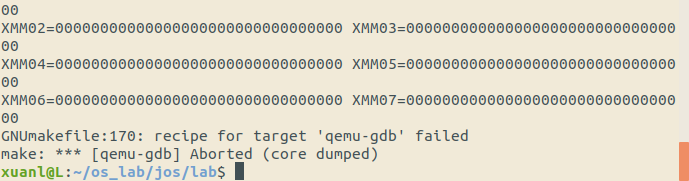 00
XMM02=00000000000000000000000000000000 XMM03=000000000000000000000000000000
00
XMM04=00000000000000000000000000000000 XMM05=000000000000000000000000000000
00
XMM06=00000000000000000000000000000000 XMM07=000000000000000000000000000000
00
GNUmakefile:170: recipe for target 'qemu-gdb' failed
make: *** [qemu-gdb] Aborted (core dumped)
xuanl@L:~/os_lab/jos/lab$